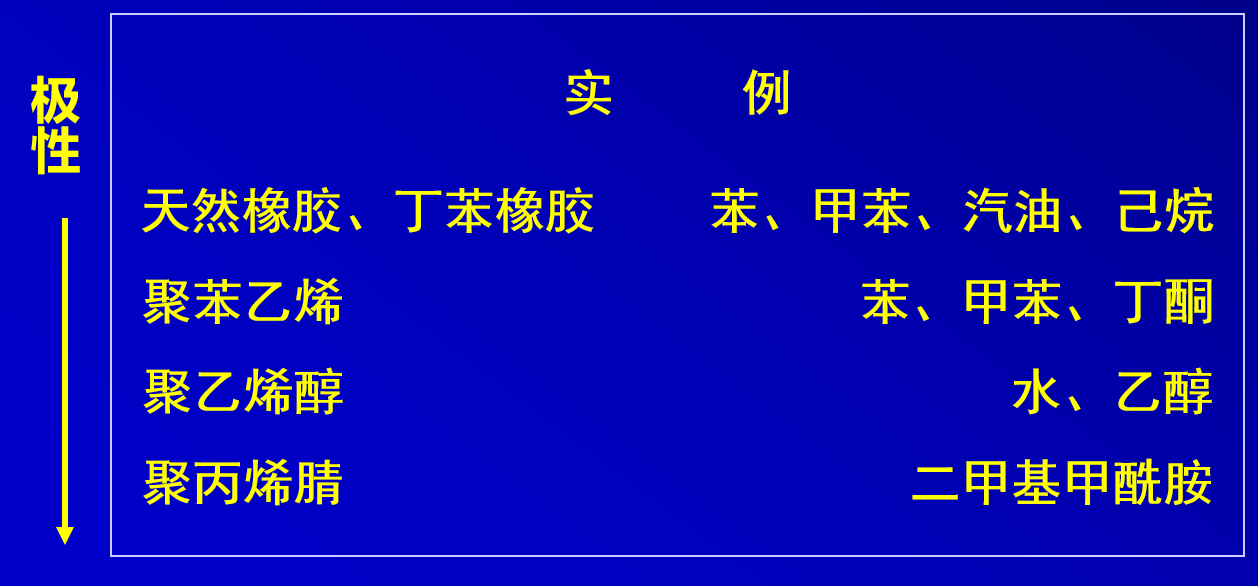 极性
实 例
天然橡胶、丁苯橡胶 苯、甲苯、汽油、己烷
聚苯乙烯 苯、甲苯、丁酮
聚乙烯醇 水、乙醇
聚丙烯腈 二甲基甲酰胺